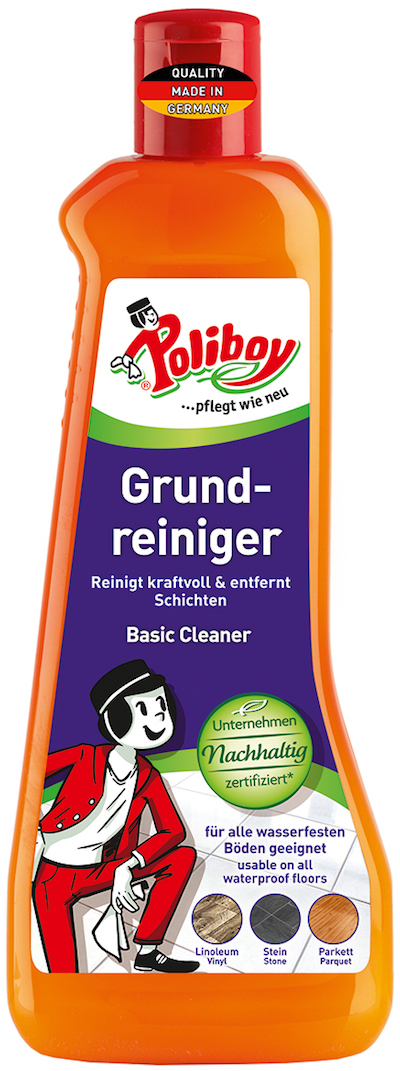 QUALITY
MADE IN
GERMANY
Poliboy
®
...pflegt wie neu
Grund-
reiniger
Reinigt kraftvoll & entfernt
Schichten
Basic Cleaner
Unternehmen
Nachhaltig
zertifiziert*
für alle wasserfesten
Böden geeignet
usable on all
waterproof floors
Linoleum
Vinyl
Stein
Stone
Parkett
Parquet